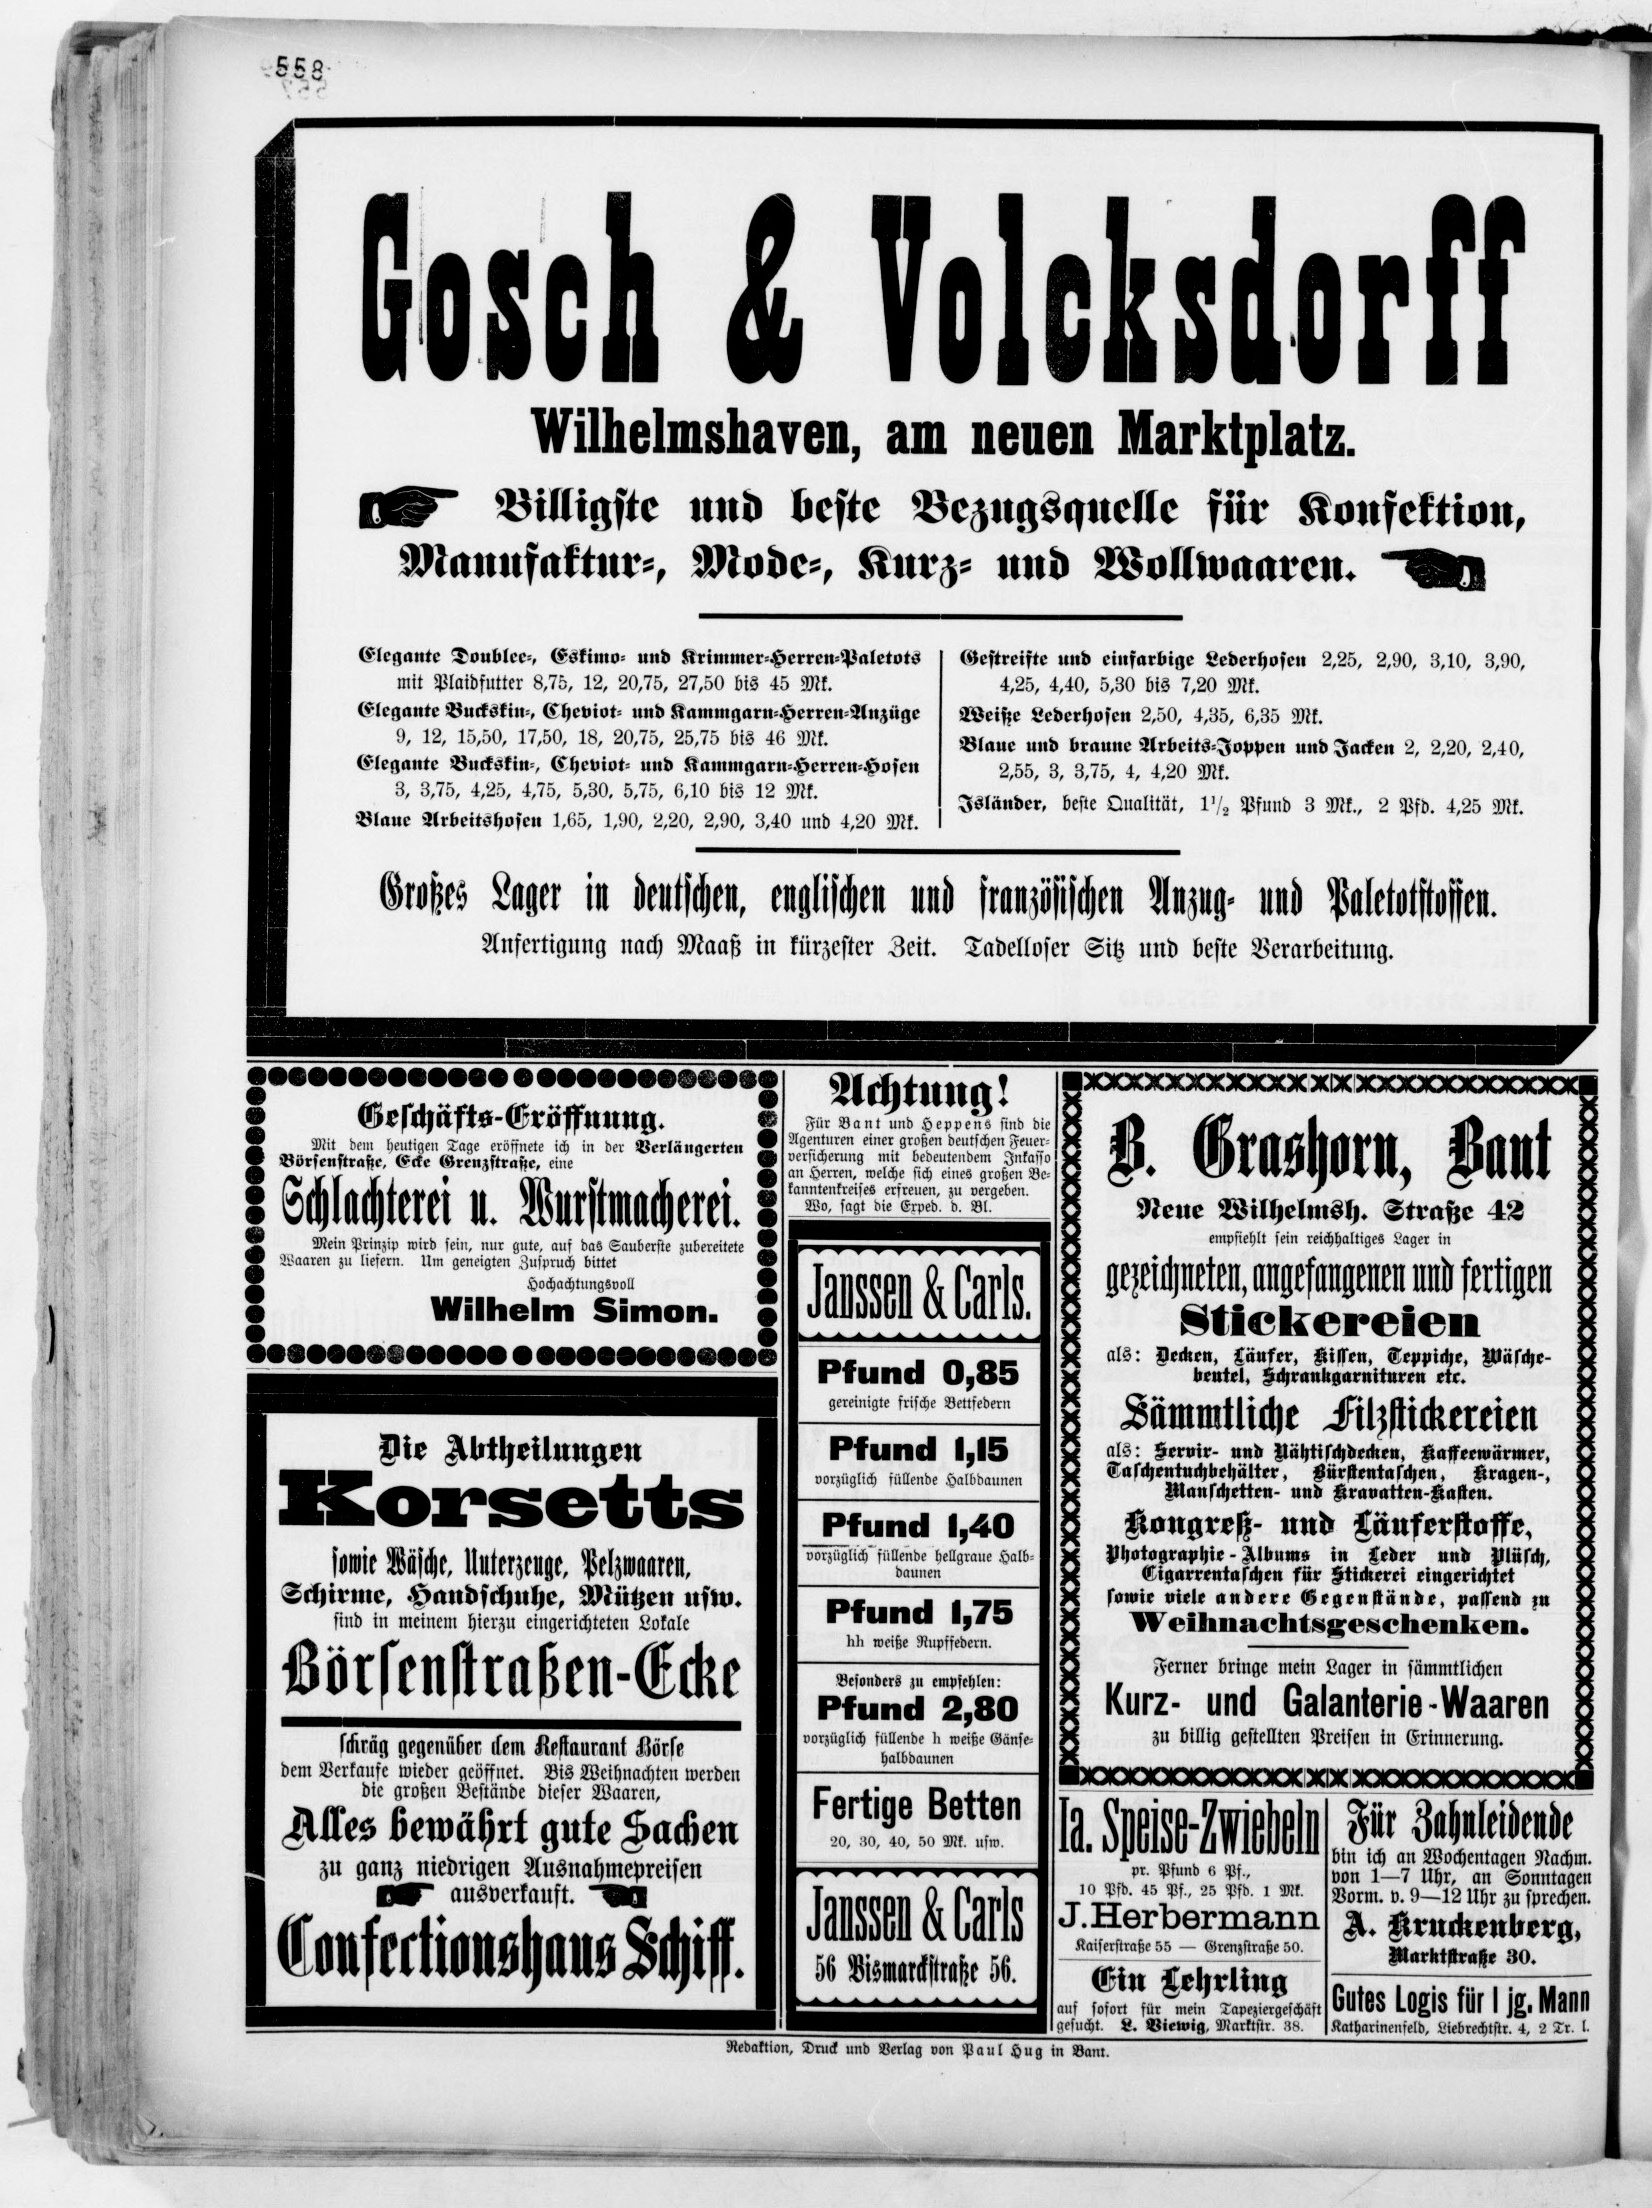 558
Gosch & Volcksdorff
Wilhelmshaven, am neuen Marktplatz.
Billigste und beste Bezugsquelle für Konfektion,
Manufaktur-, Mode-, Kurz- und Wollwaaren.
Elegante Doublee-, Eskimo- und Krimmer-Herren-Paletots
mit Plaidfutter 8,75, 12, 20,75, 27,50 bis 45 Mk.
Elegante Buckskin-, Cheviot- und Kammgarn-Herren-Anzüge
9, 12, 15,50, 17,50, 18, 20,75, 25,75 bis 46 Mk.
Elegante Buckskin-, Cheviot- und Kammgarn-Herren-Hosen
3, 3,75, 4,25, 4,75, 5,30, 5,75, 6,10 bis 12 Mk.
Blaue Arbeitshosen 1,65, 1,90, 2,20, 2,90, 3,40 und 4,20 Mk.
Gestreifte und einfarbige Lederhosen 2,25, 2,90, 3,10, 3,90,
4,25, 4,40, 5,30 bis 7,20 Mk.
Weiße Lederhosen 2,50, 4,35, 6,35 Mk.
Blaue und braune Arbeits-Joppen und Jacken 2, 2,20, 2,40,
2,55, 3, 3,75, 4, 4,20 Mk.
Isländer, beste Qualität, 1 1/2 Pfund 3 Mk., 2 Pfd. 4,25 Mk.
Großes Lager in deutschen, englischen und französischen Anzug- und Paletotstoffen.
Anfertigung nach Maaß in kürzester Zeit. Tadelloser Sitz und beste Verarbeitung.
Geschäfts-Eröffnung.
Mit dem heutigen Tage eröffnete ich in der Verlängerten
Börsenstraße, Ecke Grenzstraße, eine
Schlachterei u. Wurstmacherei.
Mein Prinzip wird sein, nur gute, auf das Sauberste zubereitete
Waaren zu liefern. Um geneigten Zuspruch bittet
Hochachtungsvoll
Wilhelm Simon.
Die Abtheilungen
Korsetts
sowie Wäsche, Unterzeuge, Pelzwaaren,
Schirme, Handschuhe, Mützen usw.
sind in meinem hierzu eingerichteten Lokale
Börsenstraßen-Ecke
schräg gegenüber dem Restaurant Börse
dem Verkaufe wieder geöffnet. Bis Weihnachten werden
die großen Bestände dieser Waaren,
Alles bewährt gute Sachen
zu ganz niedrigen Ausnahmepreisen
ausverkauft.
Confectionshaus Schiff.
Achtung!
Für Bant und Heppens sind die
Agenturen einer großen deutschen Feuer-
versicherung mit bedeutendem Inkasso
an Herren, welche sich eines großen Be-
kanntenkreises erfreuen, zu vergeben.
Wo, sagt die Exped. d. Bl.
Janssen & Carls.
Pfund 0,85
gereinigte frische Bettfedern
Pfund 1,15
vorzüglich füllende Halbdaunen
Pfund 1,40
vorzüglich füllende hellgraue Halb-
daunen
Pfund 1,75
hh weiße Rupffedern.
Besonders zu empfehlen:
Pfund 2,80
vorzüglich füllende h weiße Gänse-
halbdaunen
Fertige Betten
20, 30, 40, 50 Mk. usw.
Janssen & Carls
56 Bismarckstraße 56.
B. Grashorn, Bant
Neue Wilhelmsh. Straße 42
empfiehlt sein reichhaltiges Lager in
gezeichneten, angefangenen und fertigen
Stickereien
als: Decken, Läufer, Kissen, Teppiche, Wäsche-
beutel, Schrankgarnituren etc.
Sämmtliche Filzstickereien
als: Servir- und Nähtischdecken, Kaffeewärmer,
Taschentuchbehälter, Bürstentaschen, Kragen-,
Manschetten- und Kravatten-Kasten.
Kongreß- und Läuferstoffe,
Photographie-Albums in Leder und Plüsch,
Cigarrentaschen für Stickerei eingerichtet
sowie viele andere Gegenstände, passend zu
Weihnachtsgeschenken.
Ferner bringe mein Lager in sämmtlichen
Kurz- und Galanterie-Waaren
zu billig gestellten Preisen in Erinnerung.
Ia. Speise-Zwiebeln
pr. Pfund 6 Pf.,
10 Pfd. 45 Pf., 25 Pfd. 1 Mk.
J. Herbermann
Kaiserstraße 55 — Grenzstraße 50.
Ein Lehrling
auf sofort für mein Tapeziergeschäft
gesucht. L. Viewig, Marktstr. 38.
Für Zahnleidende
bin ich an Wochentagen Nachm.
von 1—7 Uhr, an Sonntagen
Vorm. v. 9—12 Uhr zu sprechen.
A. Kruckenberg,
Marktstraße 30.
Gutes Logis für 1 jg. Mann
Katharinenfeld, Liebrechtstr. 4, 2 Tr. l.
Redaktion, Druck und Verlag von Paul Hug in Bant.